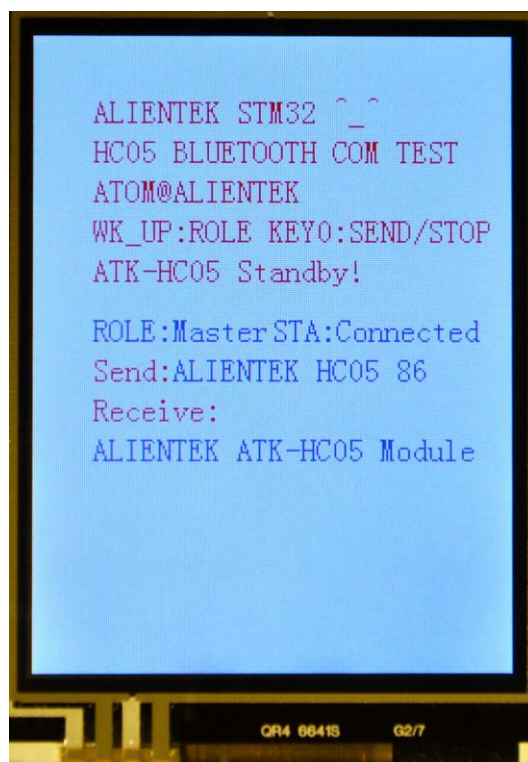 ALIENTEK STM32 ^_^
HC05 BLUETOOTH COM TEST
ATOM@ALIENTEK
WK_UP:ROLE KEY0:SEND/STOP
ATK-HC05 Standby!
ROLE:Master STA:Connected
Send:ALIENTEK HC05 86
Receive:
ALIENTEK ATK-HC05 Module
QR4 6641S G2/7